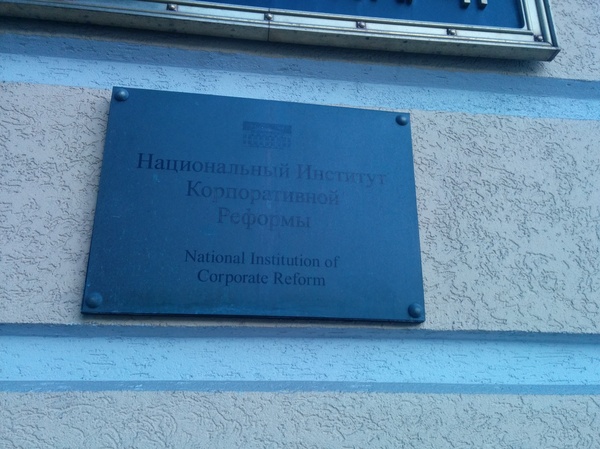 Национальный Институт
Корпоративной
Реформы
National Institution of
Corporate Reform